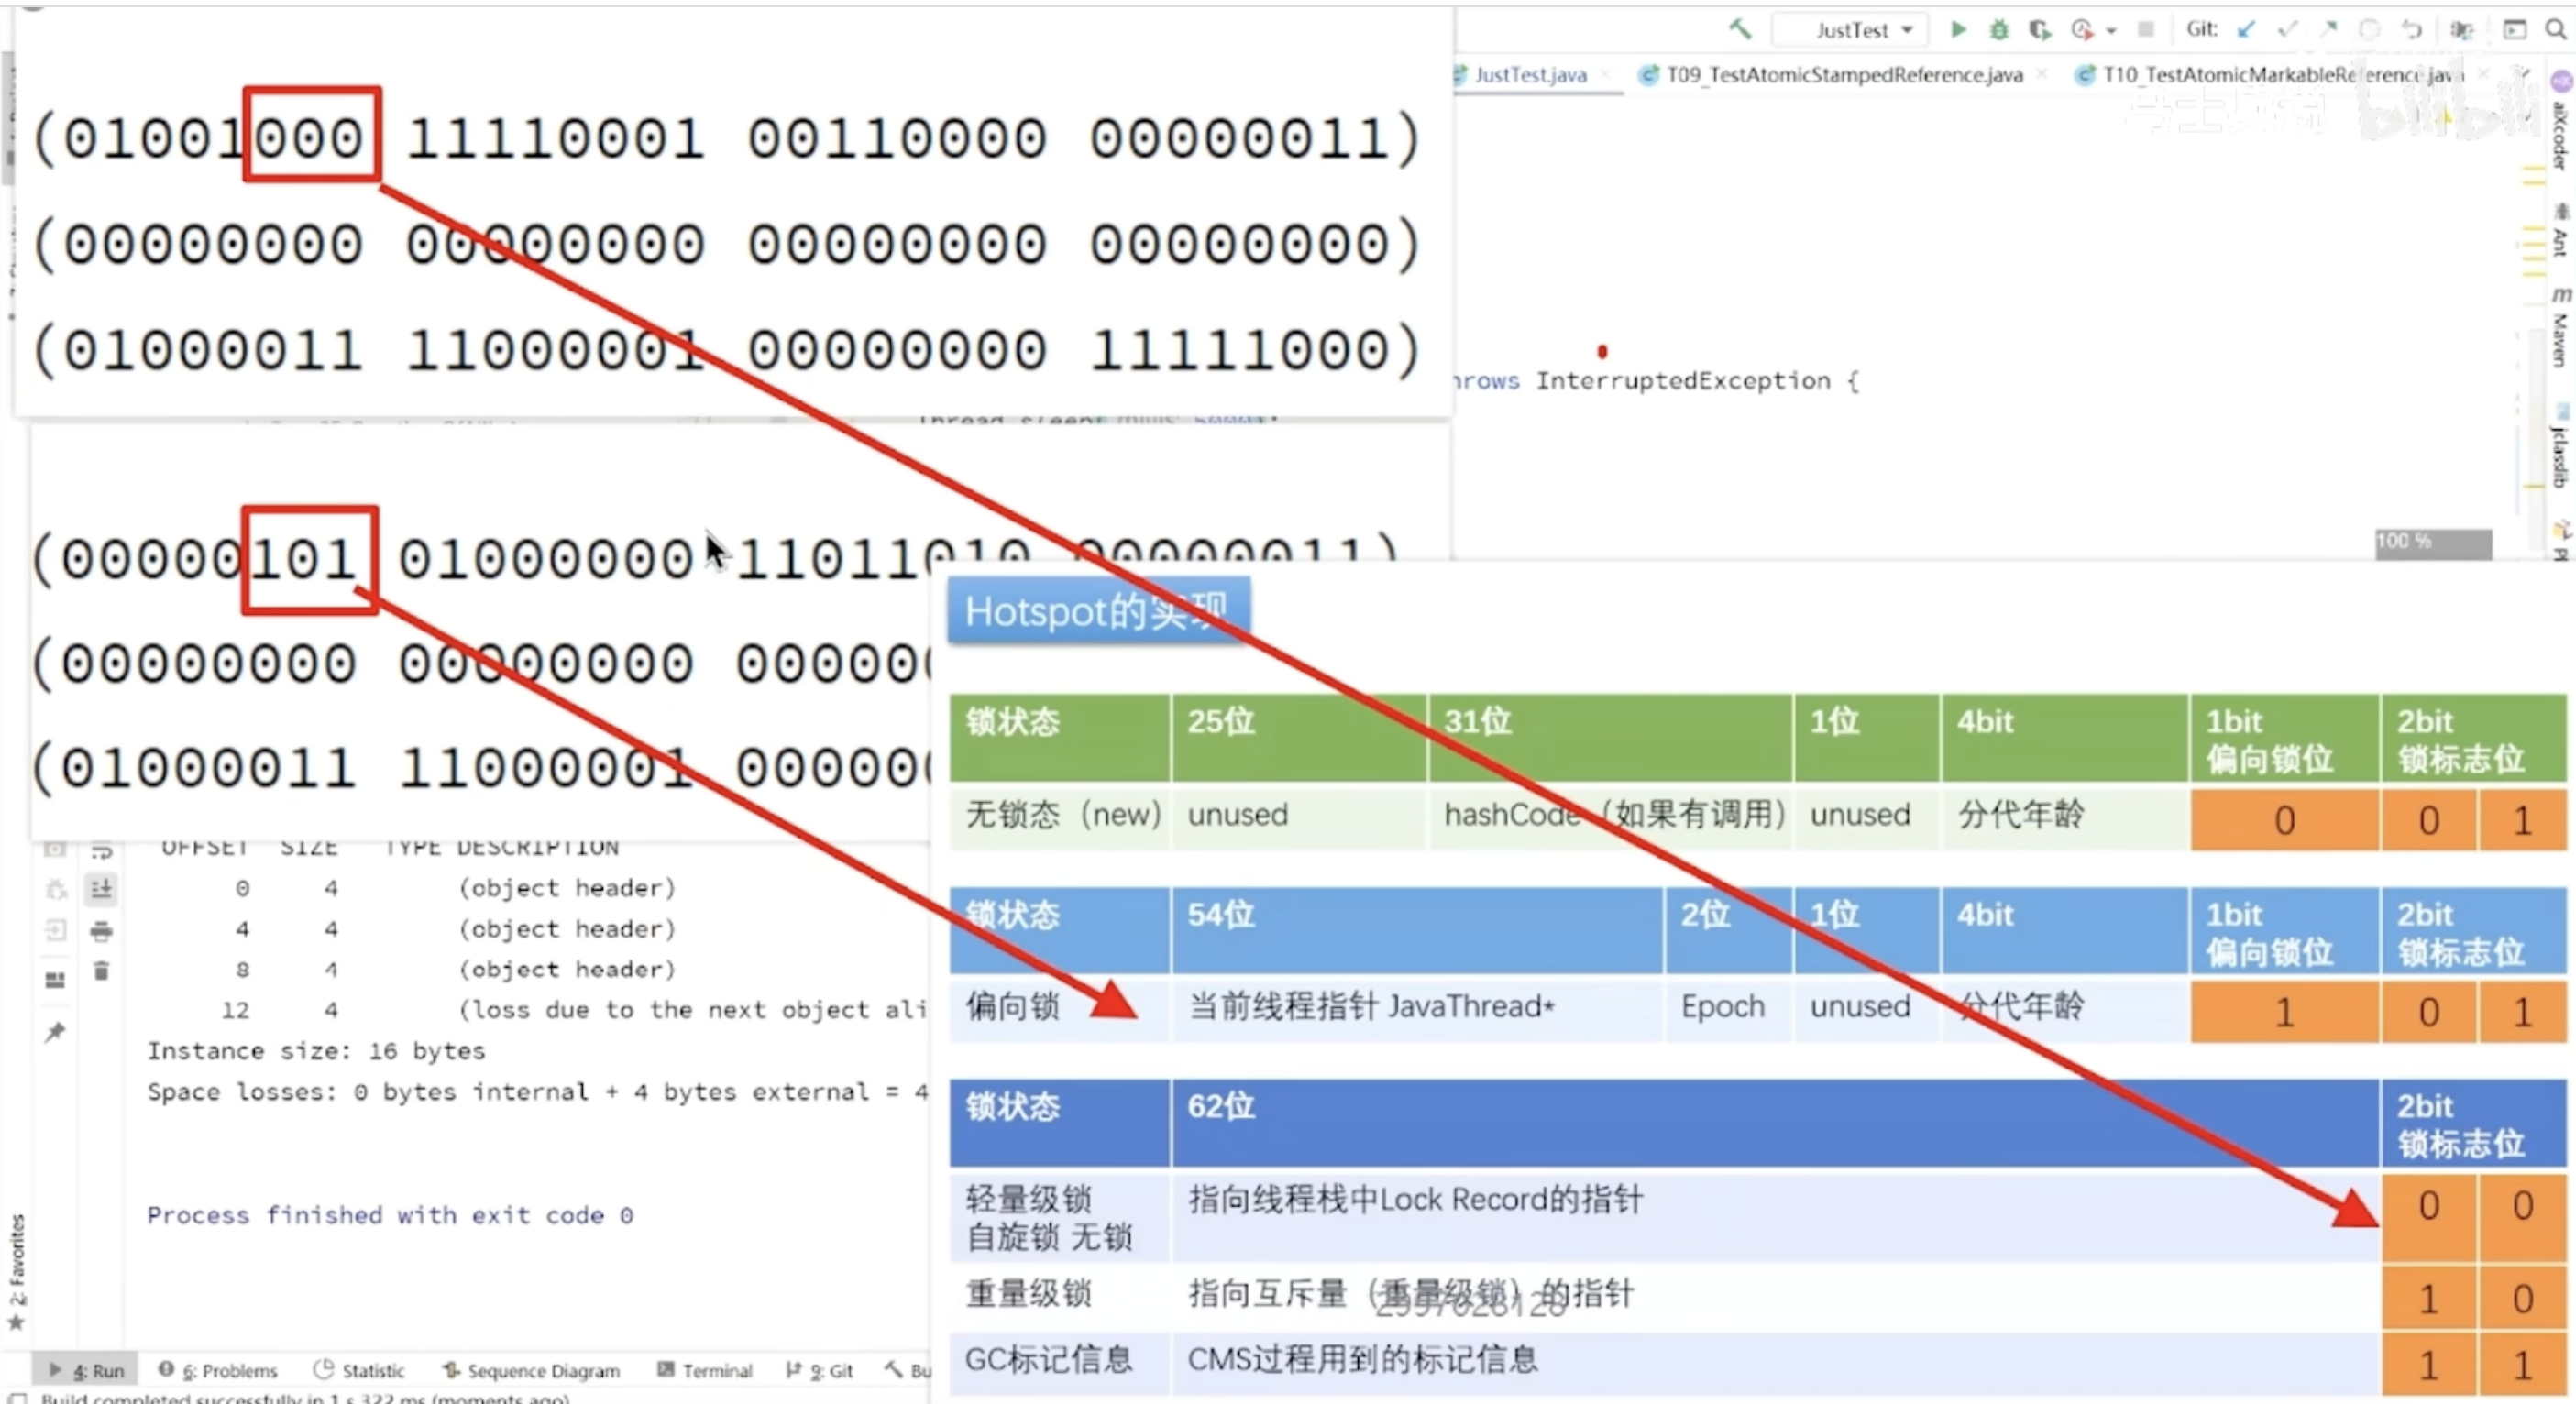 JustTest
Git:
JustTest.java
T09_TestAtomicStampedReference.java
T10_TestAtomicMarkableReference.java
(01001000 11110001 00110000 00000011)
(00000000 00000000 00000000 00000000)
(01000011 11000001 00000000 11111000)
hrows InterruptedException {
100 %
aiXcoder
Ant
Maven
jclasslib
(00000101 01000000 11011010 00000011)
(00000000 00000000 00000
(01000011 11000001 00000
OFFSET SIZE TYPE DESCRIPTION
0 4 (object header)
4 4 (object header)
8 4 (object header)
12 4 (loss due to the next object ali
Instance size: 16 bytes
Space losses: 0 bytes internal + 4 bytes external = 4
Process finished with exit code 0
Hotspot的实现
锁状态 25位 31位 1位 4bit 1bit 偏向锁位 2bit 锁标志位
无锁态（new） unused hashCode（如果有调用） unused 分代年龄 0 0 1
锁状态 54位 2位 1位 4bit 1bit 偏向锁位 2bit 锁标志位
偏向锁 当前线程指针 JavaThread* Epoch unused 分代年龄 1 0 1
锁状态 62位 2bit 锁标志位
轻量级锁 指向线程栈中Lock Record的指针 0 0
自旋锁 无锁
重量级锁 指向互斥量（重量级锁）的指针 1 0
GC标记信息 CMS过程用到的标记信息 1 1
2: Favorites
4: Run 6: Problems Statistic Sequence Diagram Terminal 9: Git Bu
Build completed successfully in 1 s 322 ms (moments ago)